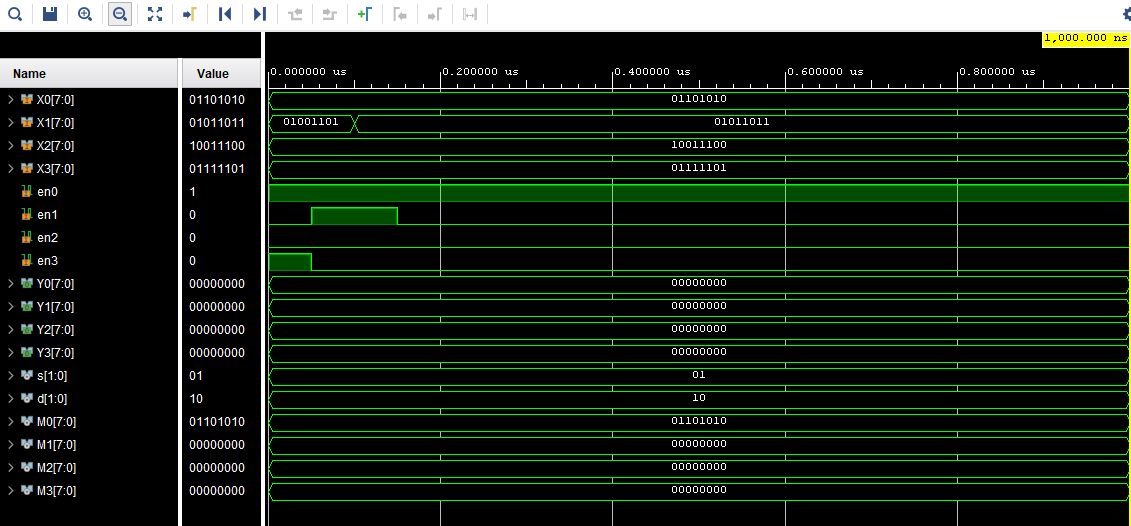 1,000.000 ns
Name Value 0.000000 us 0.200000 us 0.400000 us 0.600000 us 0.800000 us
X0[7:0] 01101010 01101010
X1[7:0] 01011011 01001101 01011011
X2[7:0] 10011100 10011100
X3[7:0] 01111101 01111101
en0 1
en1 0
en2 0
en3 0
Y0[7:0] 00000000 00000000
Y1[7:0] 00000000 00000000
Y2[7:0] 00000000 00000000
Y3[7:0] 00000000 00000000
s[1:0] 01 01
d[1:0] 10 10
M0[7:0] 01101010 01101010
M1[7:0] 00000000 00000000
M2[7:0] 00000000 00000000
M3[7:0] 00000000 00000000